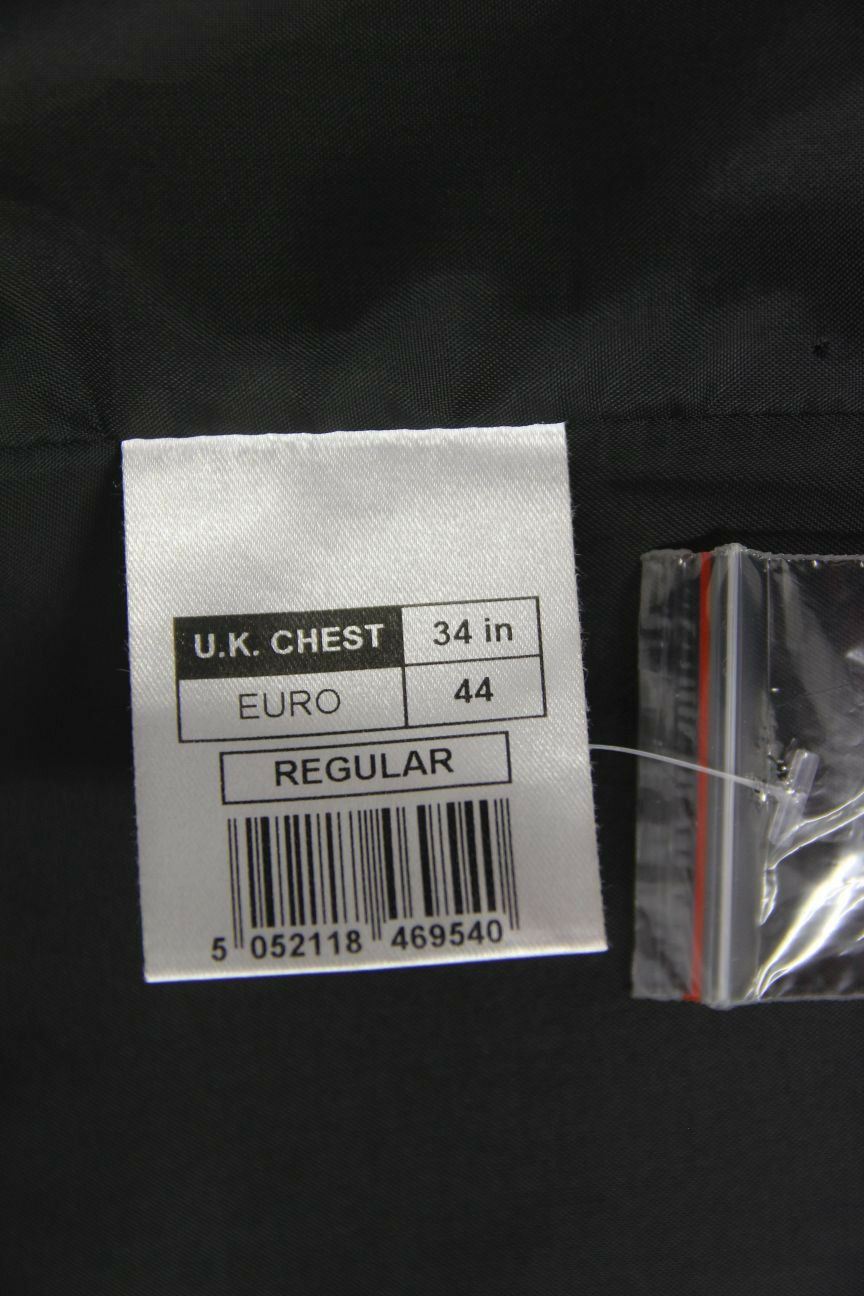 U.K. CHEST 34 in
EURO 44
REGULAR
5 052118 469540